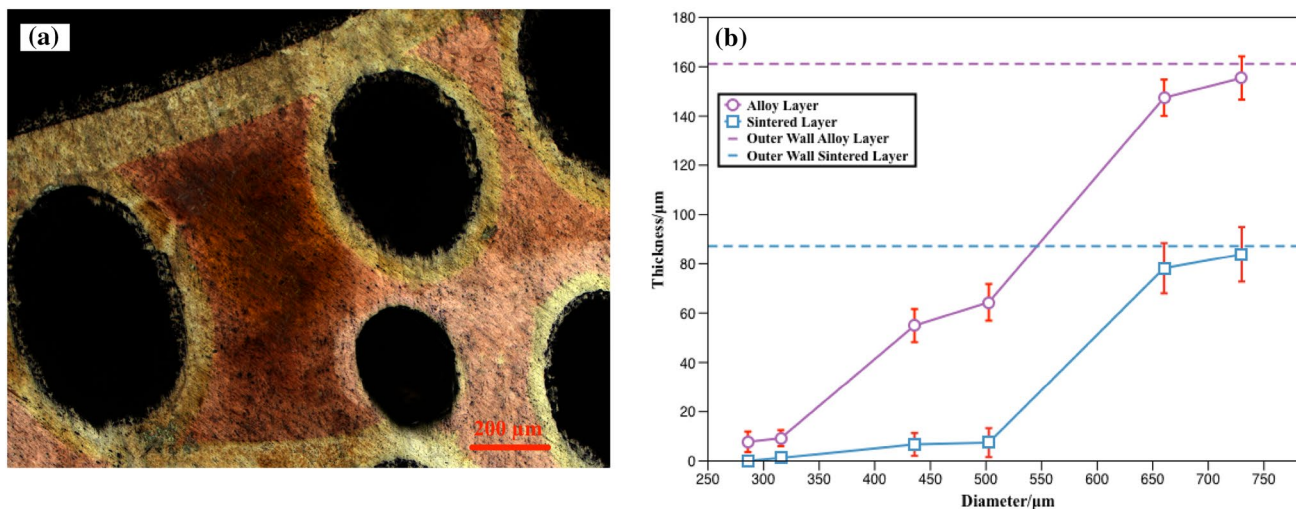 (a)
200 μm
(b)
180
160
140
120
100
80
60
40
20
0
Thickness/μm
Alloy Layer
Sintered Layer
Outer Wall Alloy Layer
Outer Wall Sintered Layer
250 300 350 400 450 500 550 600 650 700 750
Diameter/μm